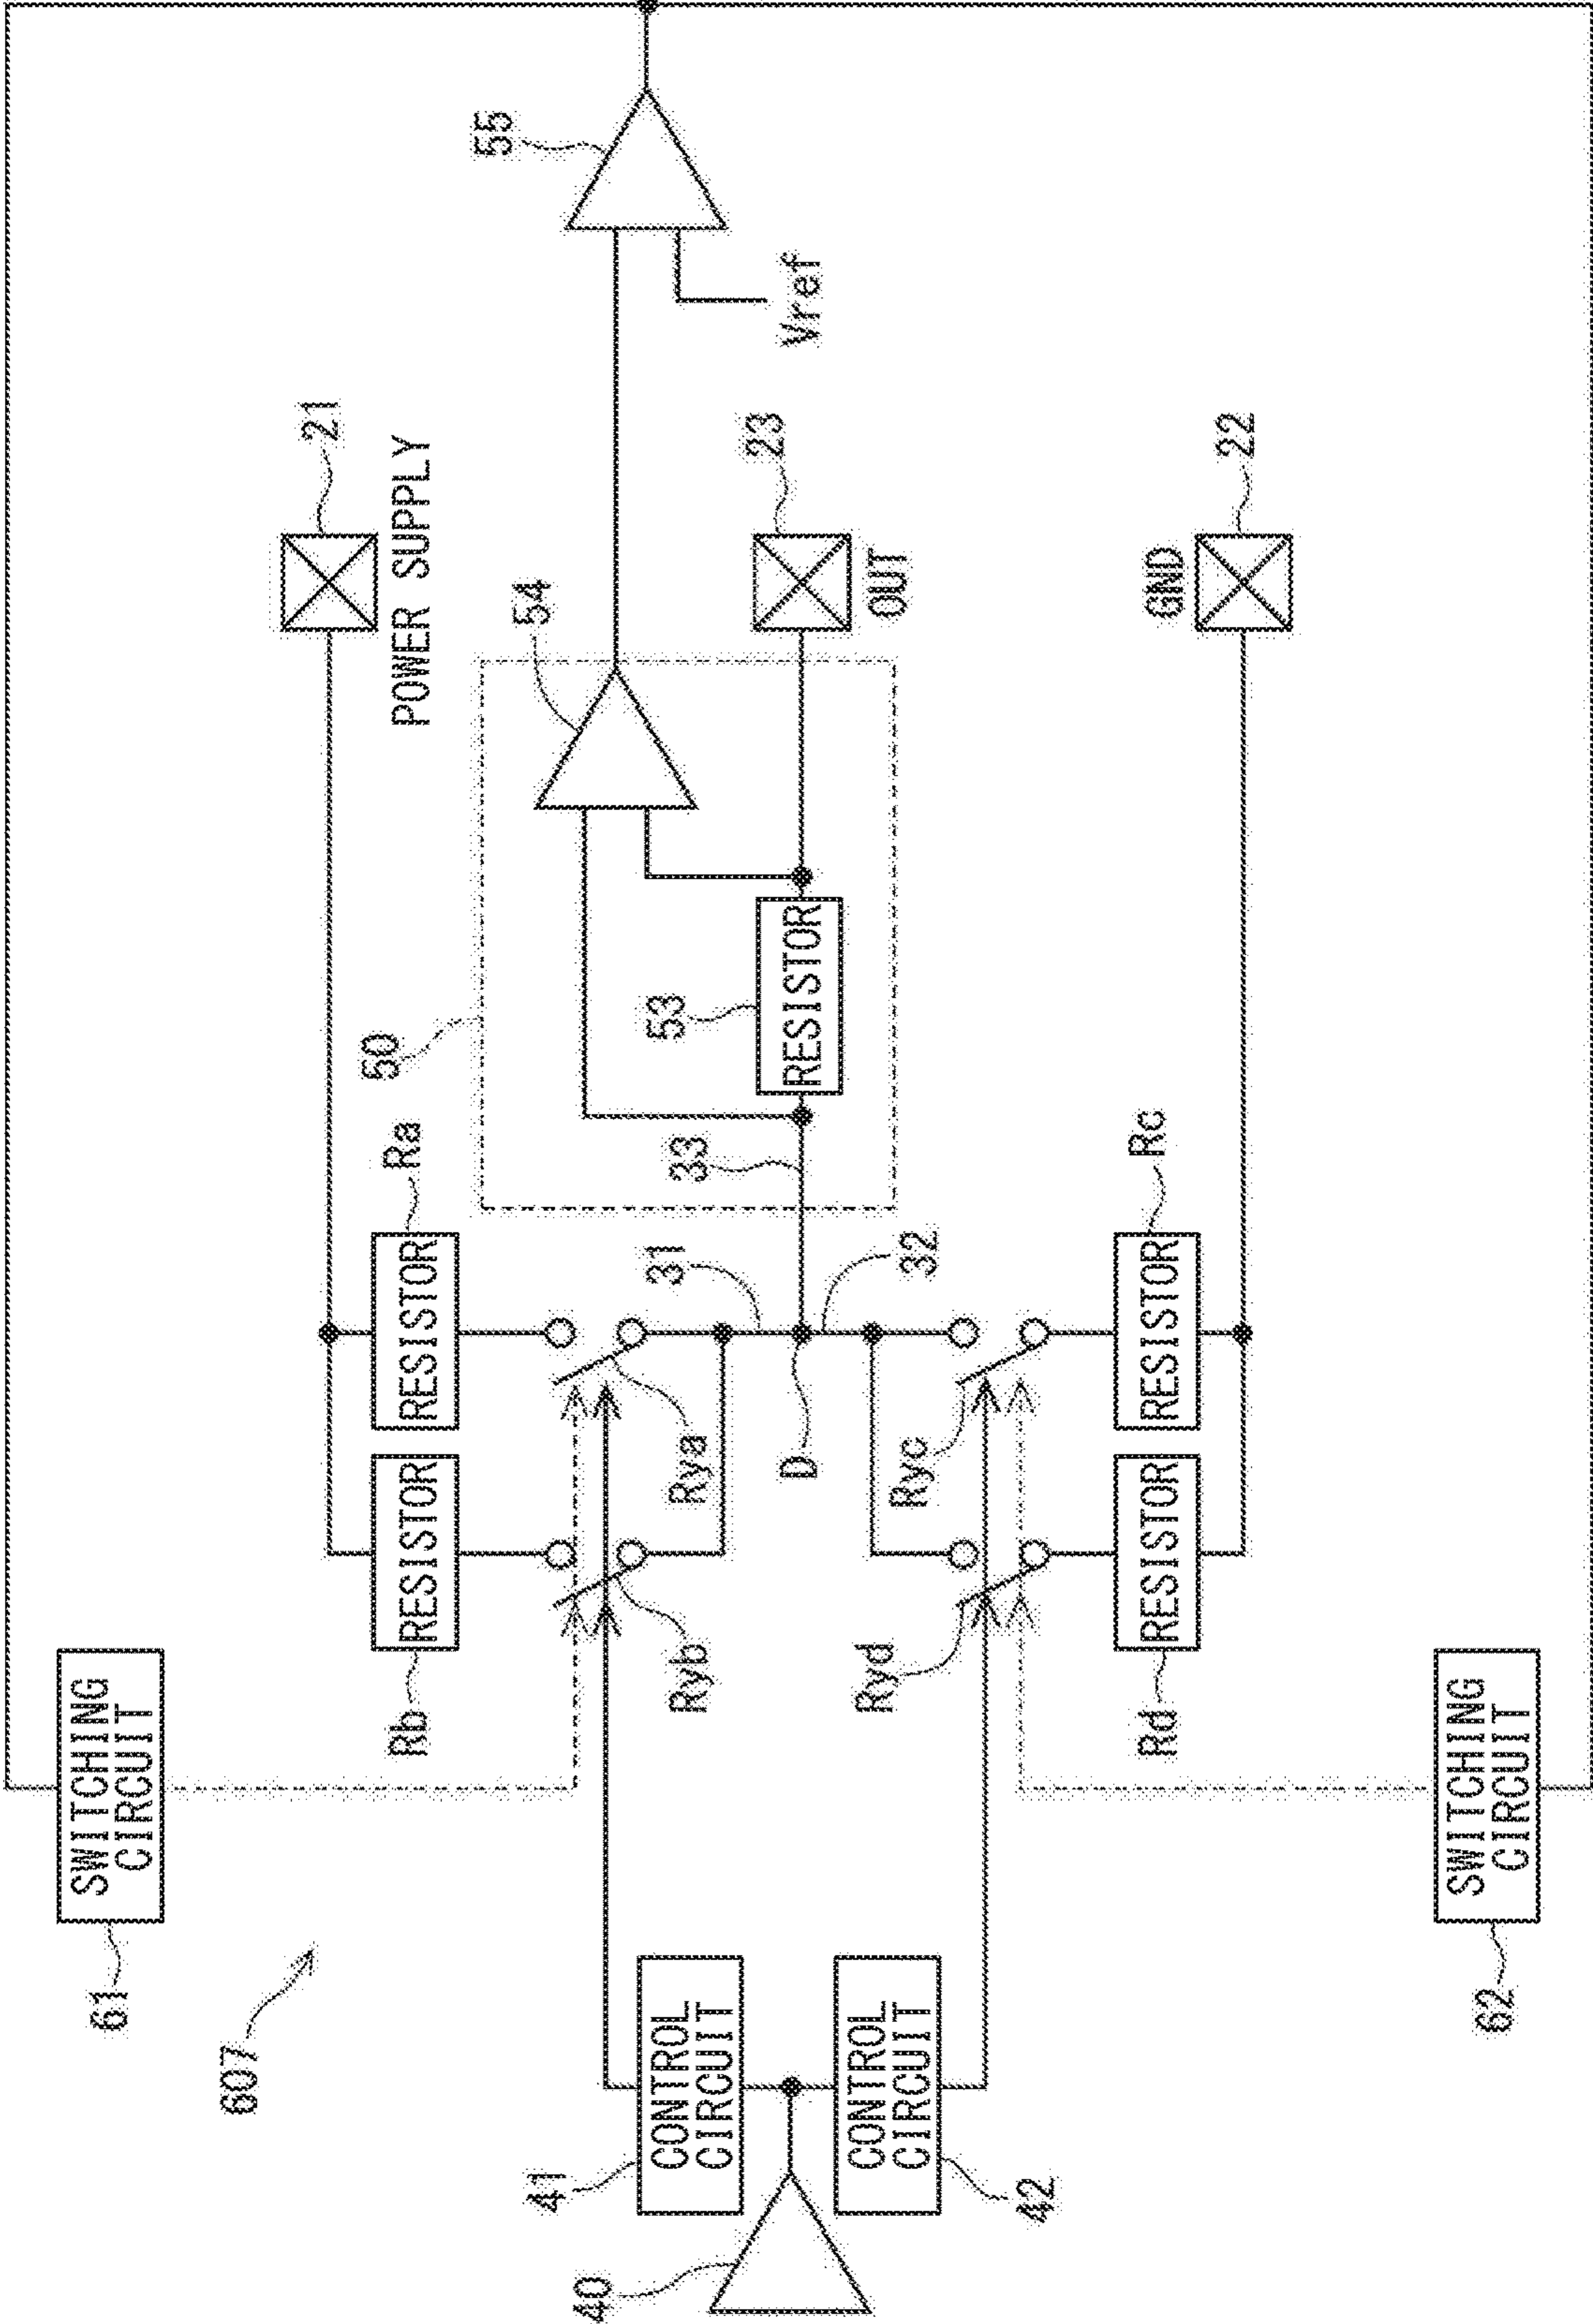 607
61
SWITCHING
CIRCUIT
Rb
RESISTOR
RESISTOR
Ra
21
POWER SUPPLY
50
54
55
Vref
Ryb
Rya
31
33
53
RESISTOR
23
OUT
41
CONTROL
CIRCUIT
40
D
32
CONTROL
CIRCUIT
42
Ryd
Ryc
GND
22
Rd
RESISTOR
RESISTOR
Rc
SWITCHING
CIRCUIT
62